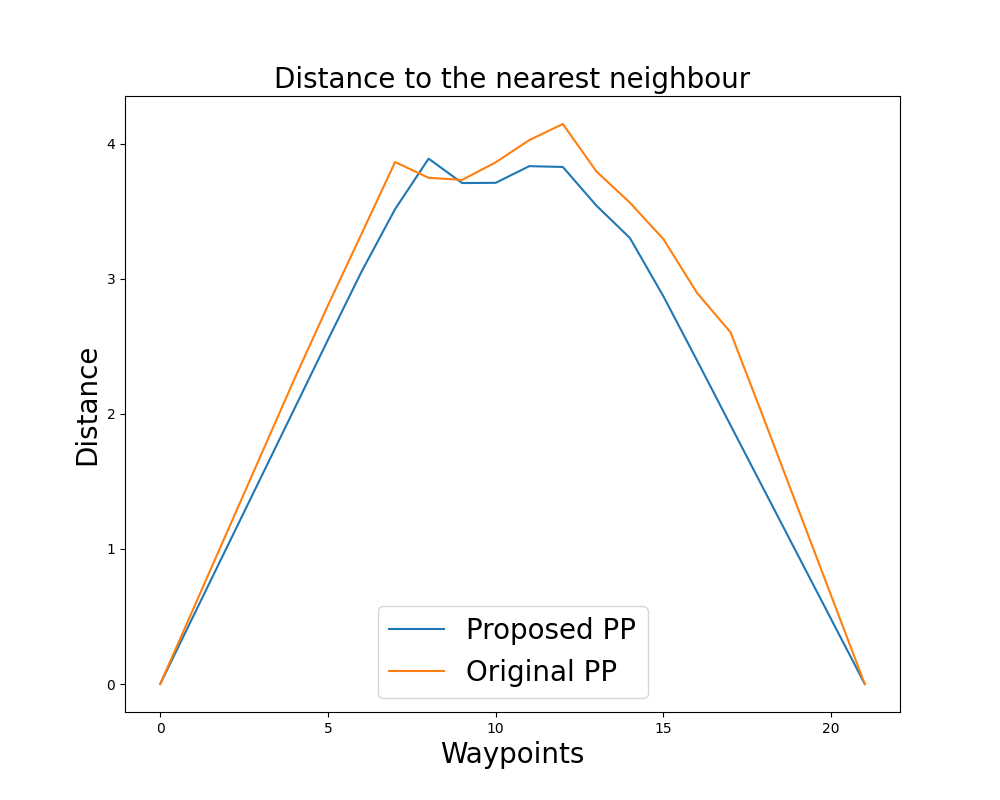 Distance to the nearest neighbour
Distance
4
3
2
1
0
Proposed PP
Original PP
0 5 10 15 20
Waypoints